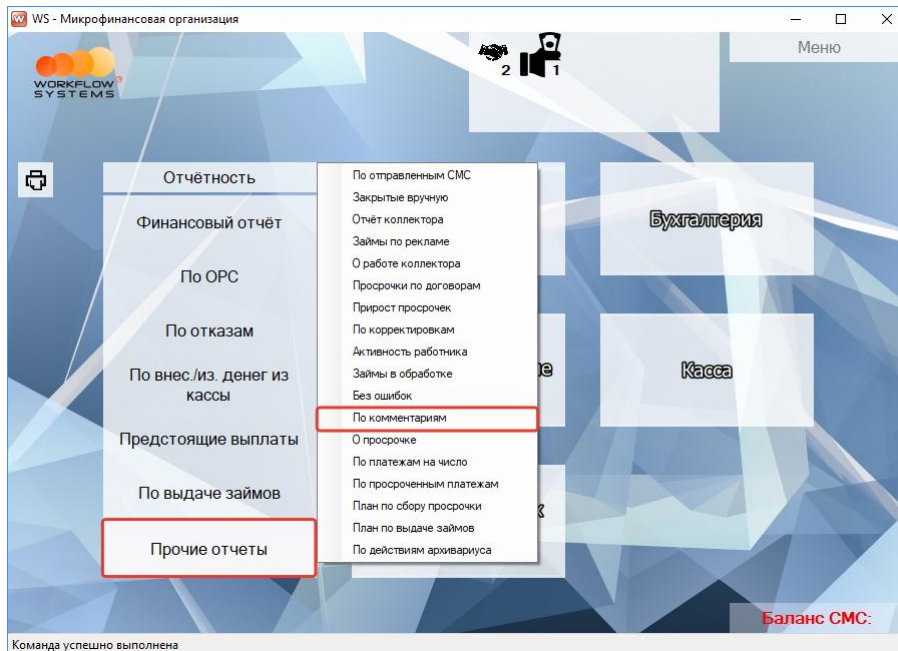 WS - Микрофинансовая организация
Меню
2 1
WORKFLOW
SYSTEMS
Отчётность
Финансовый отчёт
По ОРС
По отказам
По внес./из. денег из
кассы
Предстоящие выплаты
По выдаче займов
Прочие отчеты
По отправленным СМС
Закрытые вручную
Отчёт коллектора
Займы по рекламе
О работе коллектора
Просрочки по договорам
Прирост просрочек
По корректировкам
Активность работника
Займы в обработке
Без ошибок
По комментариям
О просрочке
По платежам на число
По просроченным платежам
План по сбору просрочки
План по выдаче займов
По действиям архивариуса
Бухгалтерия
Касса
Баланс СМС:
Команда успешно выполнена